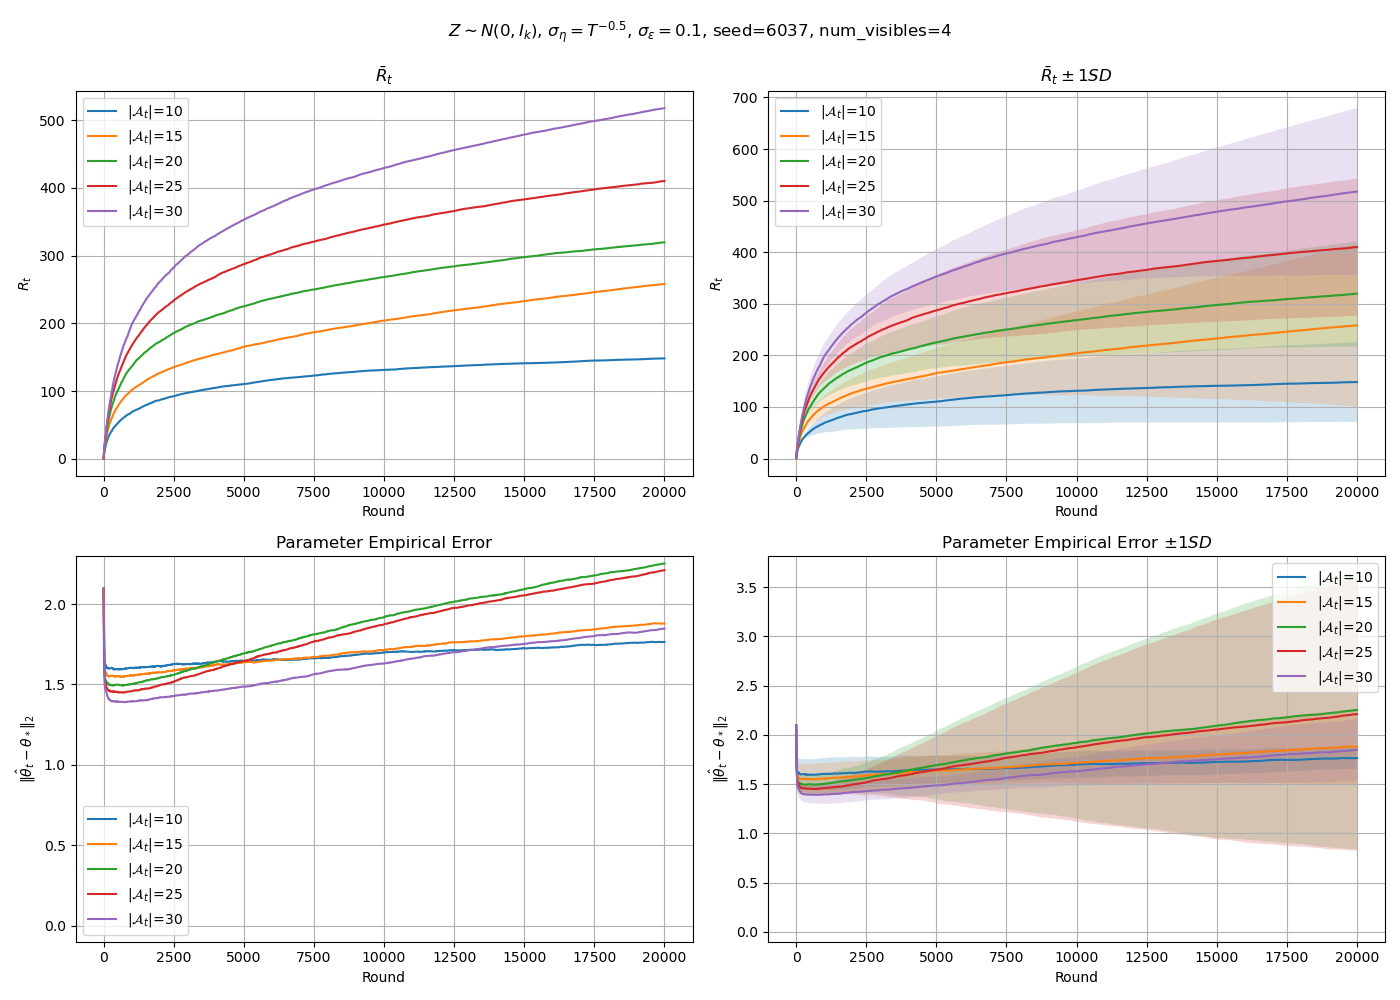 Z ∼ N(0, I_k), σ_η = T^{−0.5}, σ_ε = 0.1, seed=6037, num_visibles=4
R̄_t
R_t
500
400
300
200
100
0
|𝒜_t|=10
|𝒜_t|=15
|𝒜_t|=20
|𝒜_t|=25
|𝒜_t|=30
0 2500 5000 7500 10000 12500 15000 17500 20000
Round
R̄_t ± 1SD
R_t
700
600
500
400
300
200
100
0
|𝒜_t|=10
|𝒜_t|=15
|𝒜_t|=20
|𝒜_t|=25
|𝒜_t|=30
0 2500 5000 7500 10000 12500 15000 17500 20000
Round
Parameter Empirical Error
‖θ̂_t − θ_*‖_2
2.0
1.5
1.0
0.5
0.0
|𝒜_t|=10
|𝒜_t|=15
|𝒜_t|=20
|𝒜_t|=25
|𝒜_t|=30
0 2500 5000 7500 10000 12500 15000 17500 20000
Round
Parameter Empirical Error ±1SD
‖θ̂_t − θ_*‖_2
3.5
3.0
2.5
2.0
1.5
1.0
0.5
0.0
|𝒜_t|=10
|𝒜_t|=15
|𝒜_t|=20
|𝒜_t|=25
|𝒜_t|=30
0 2500 5000 7500 10000 12500 15000 17500 20000
Round